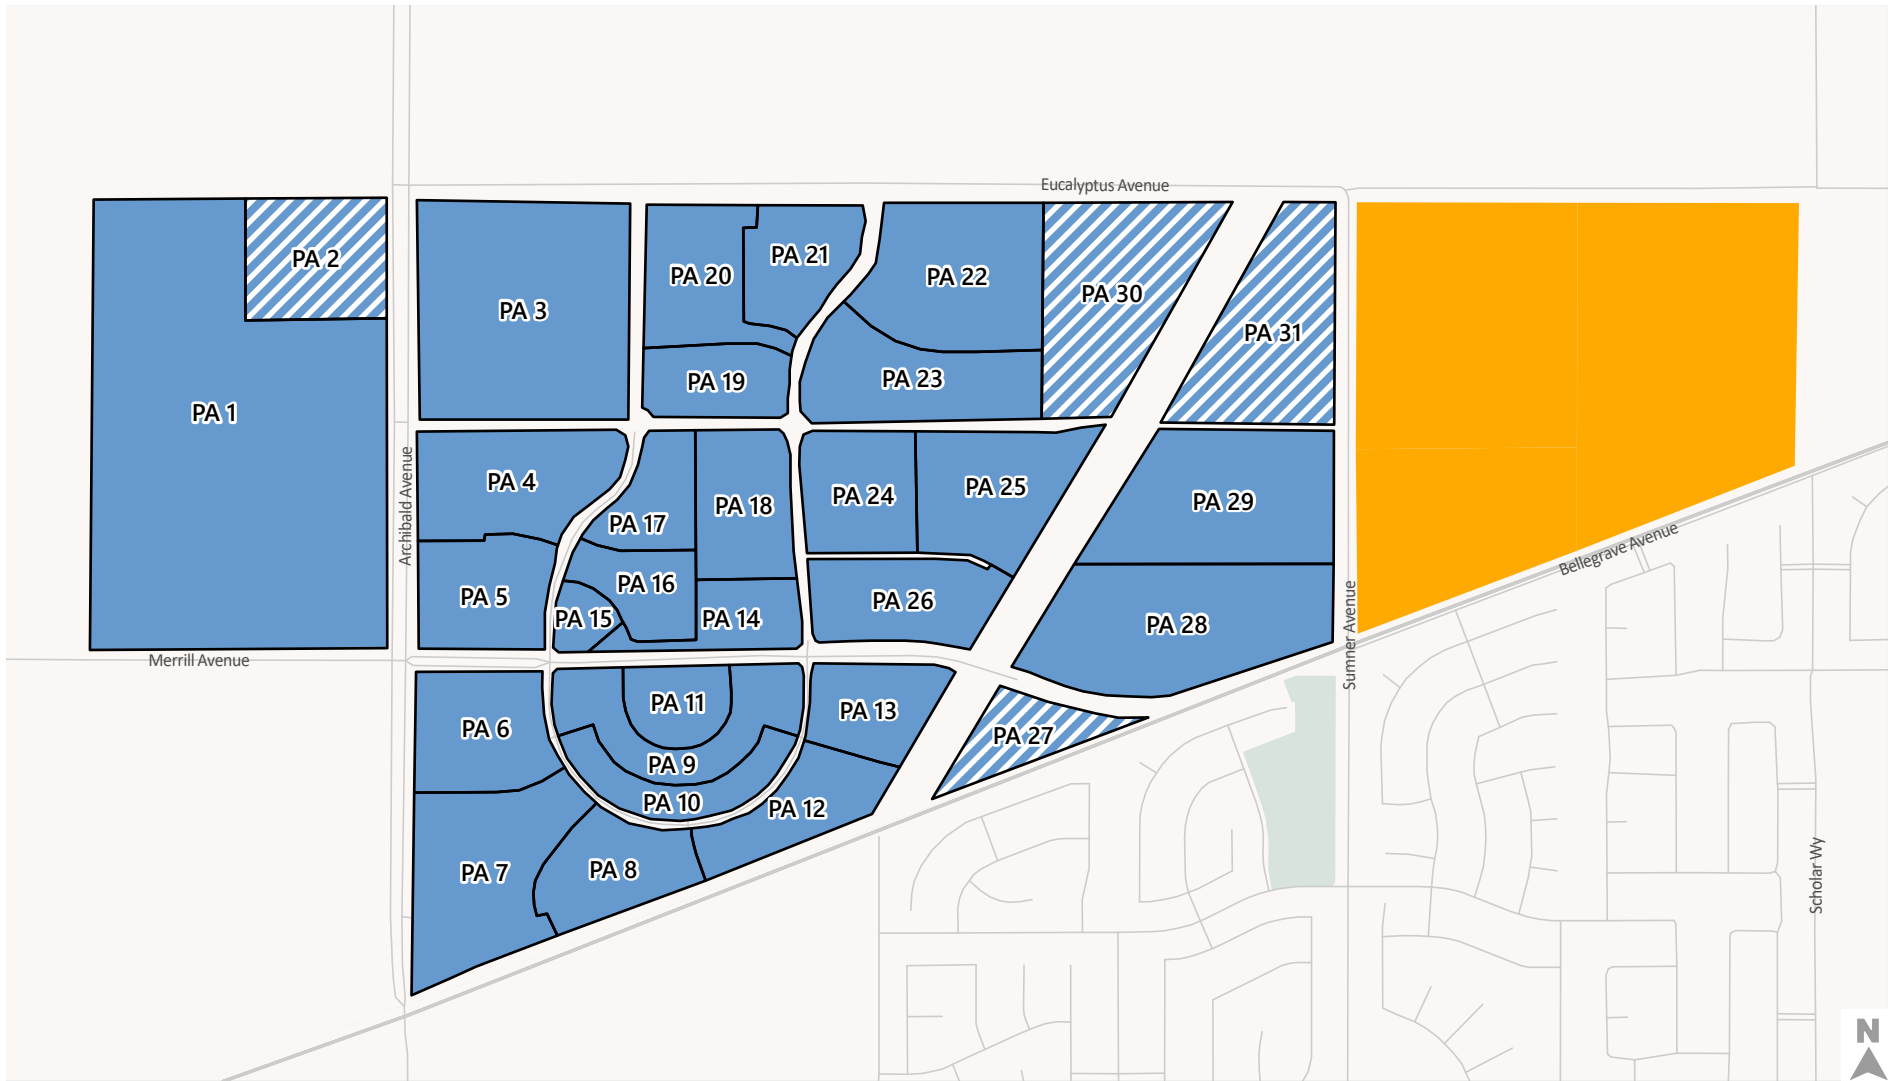 Eucalyptus Avenue
PA 2
PA 21
PA 20
PA 22
PA 30
PA 3
PA 31
PA 19
PA 23
PA 1
PA 4
PA 25
PA 24
PA 18
PA 29
PA 17
Archibald Avenue
Bellegrave Avenue
PA 16
PA 5
PA 26
PA 15
PA 14
PA 28
Sumner Avenue
Merrill Avenue
PA 11
PA 13
PA 6
PA 27
PA 9
PA 10
PA 12
PA 8
PA 7
Scholar Wy
N